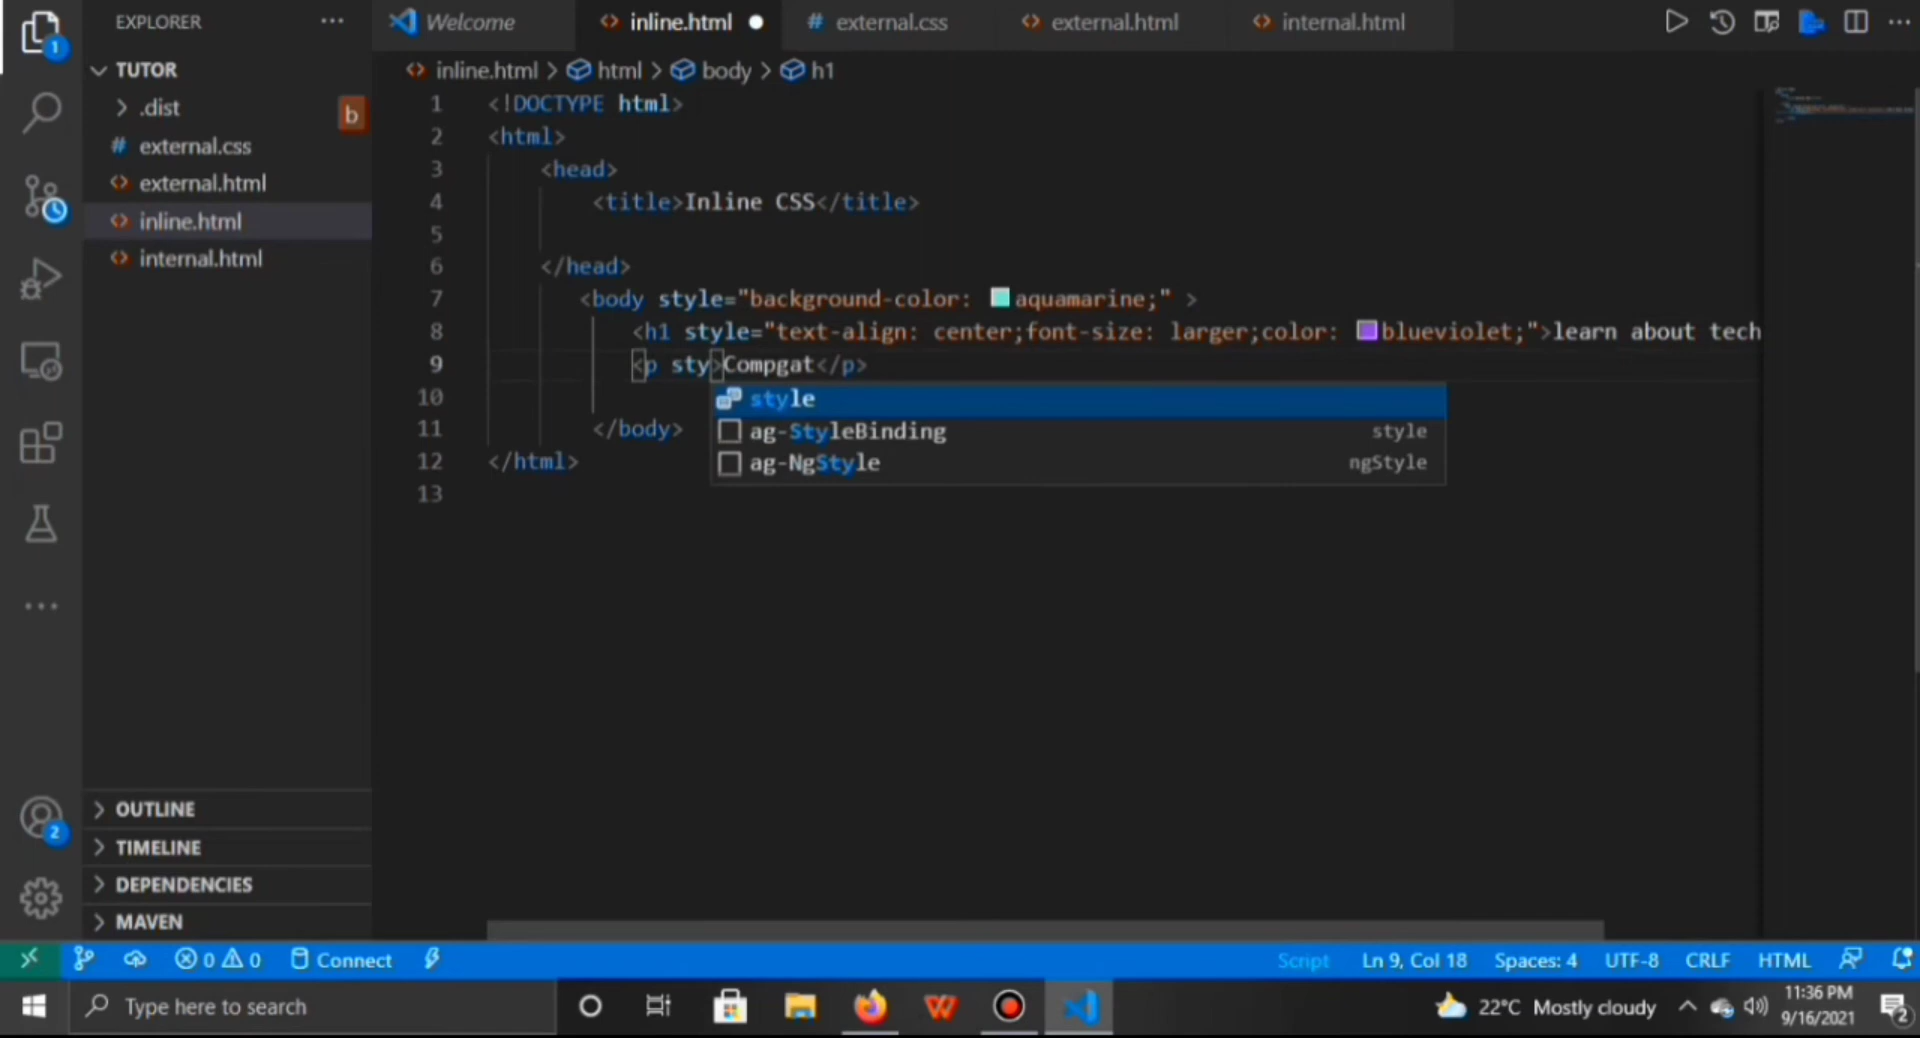 EXPLORER
Welcome
inline.html
external.css
external.html
internal.html
1
TUTOR
.dist
b
external.css
external.html
inline.html
internal.html
inline.html > html > body > h1
1 <!DOCTYPE html>
2 <html>
3 <head>
4 <title>Inline CSS</title>
5
6 </head>
7 <body style="background-color: aquamarine;" >
8 <h1 style="text-align: center;font-size: larger;color: blueviolet;">learn about tech
9 <p sty>Compgat</p>
10
11 </body>
12 </html>
13
style
ag-StyleBinding style
ag-NgStyle ngStyle
2
OUTLINE
TIMELINE
DEPENDENCIES
MAVEN
0 0 Connect
Script Ln 9, Col 18 Spaces: 4 UTF-8 CRLF HTML
Type here to search
22°C Mostly cloudy
11:36 PM
9/16/2021
2